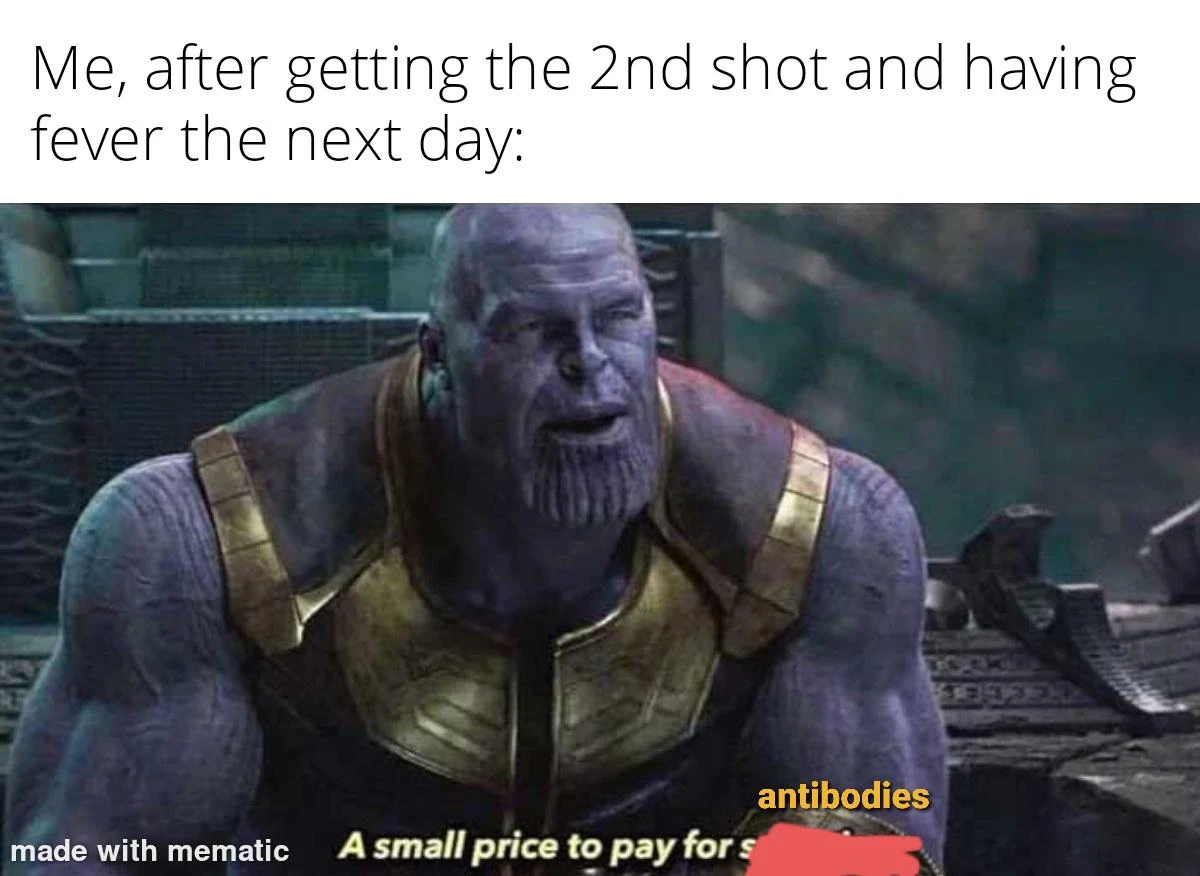 Me, after getting the 2nd shot and having
fever the next day:
antibodies
made with mematic
A small price to pay for s